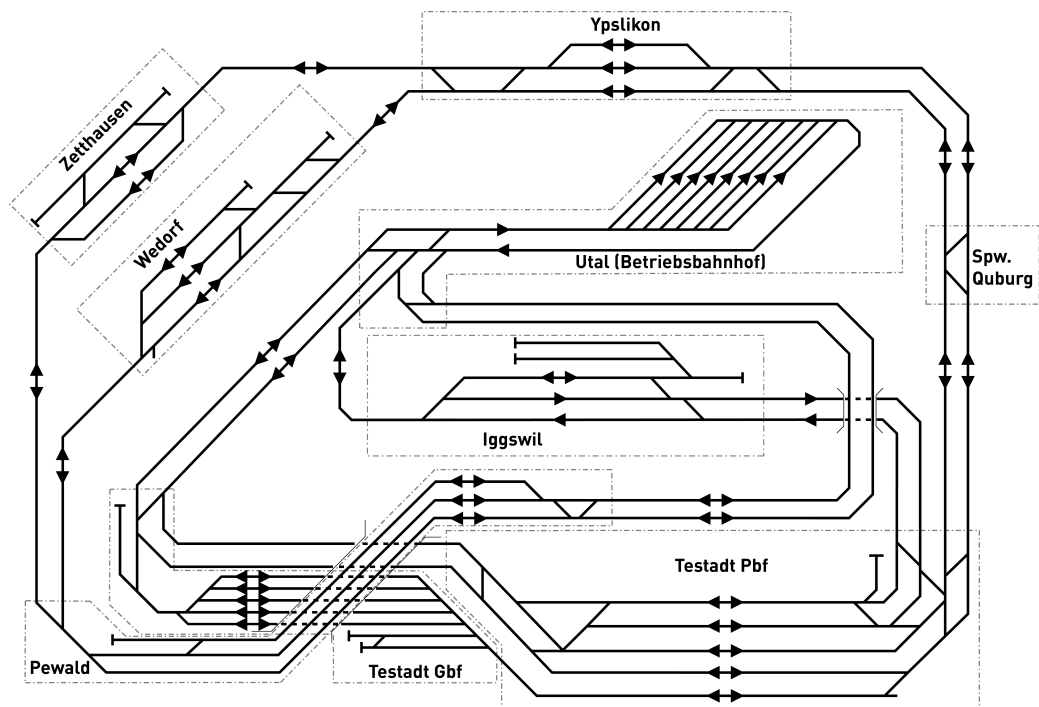 Ypslikon
Zetthausen
Wedorf
Utal (Betriebsbahnhof)
Spw.
Quburg
Iggswil
Testadt Pbf
Pewald
Testadt Gbf